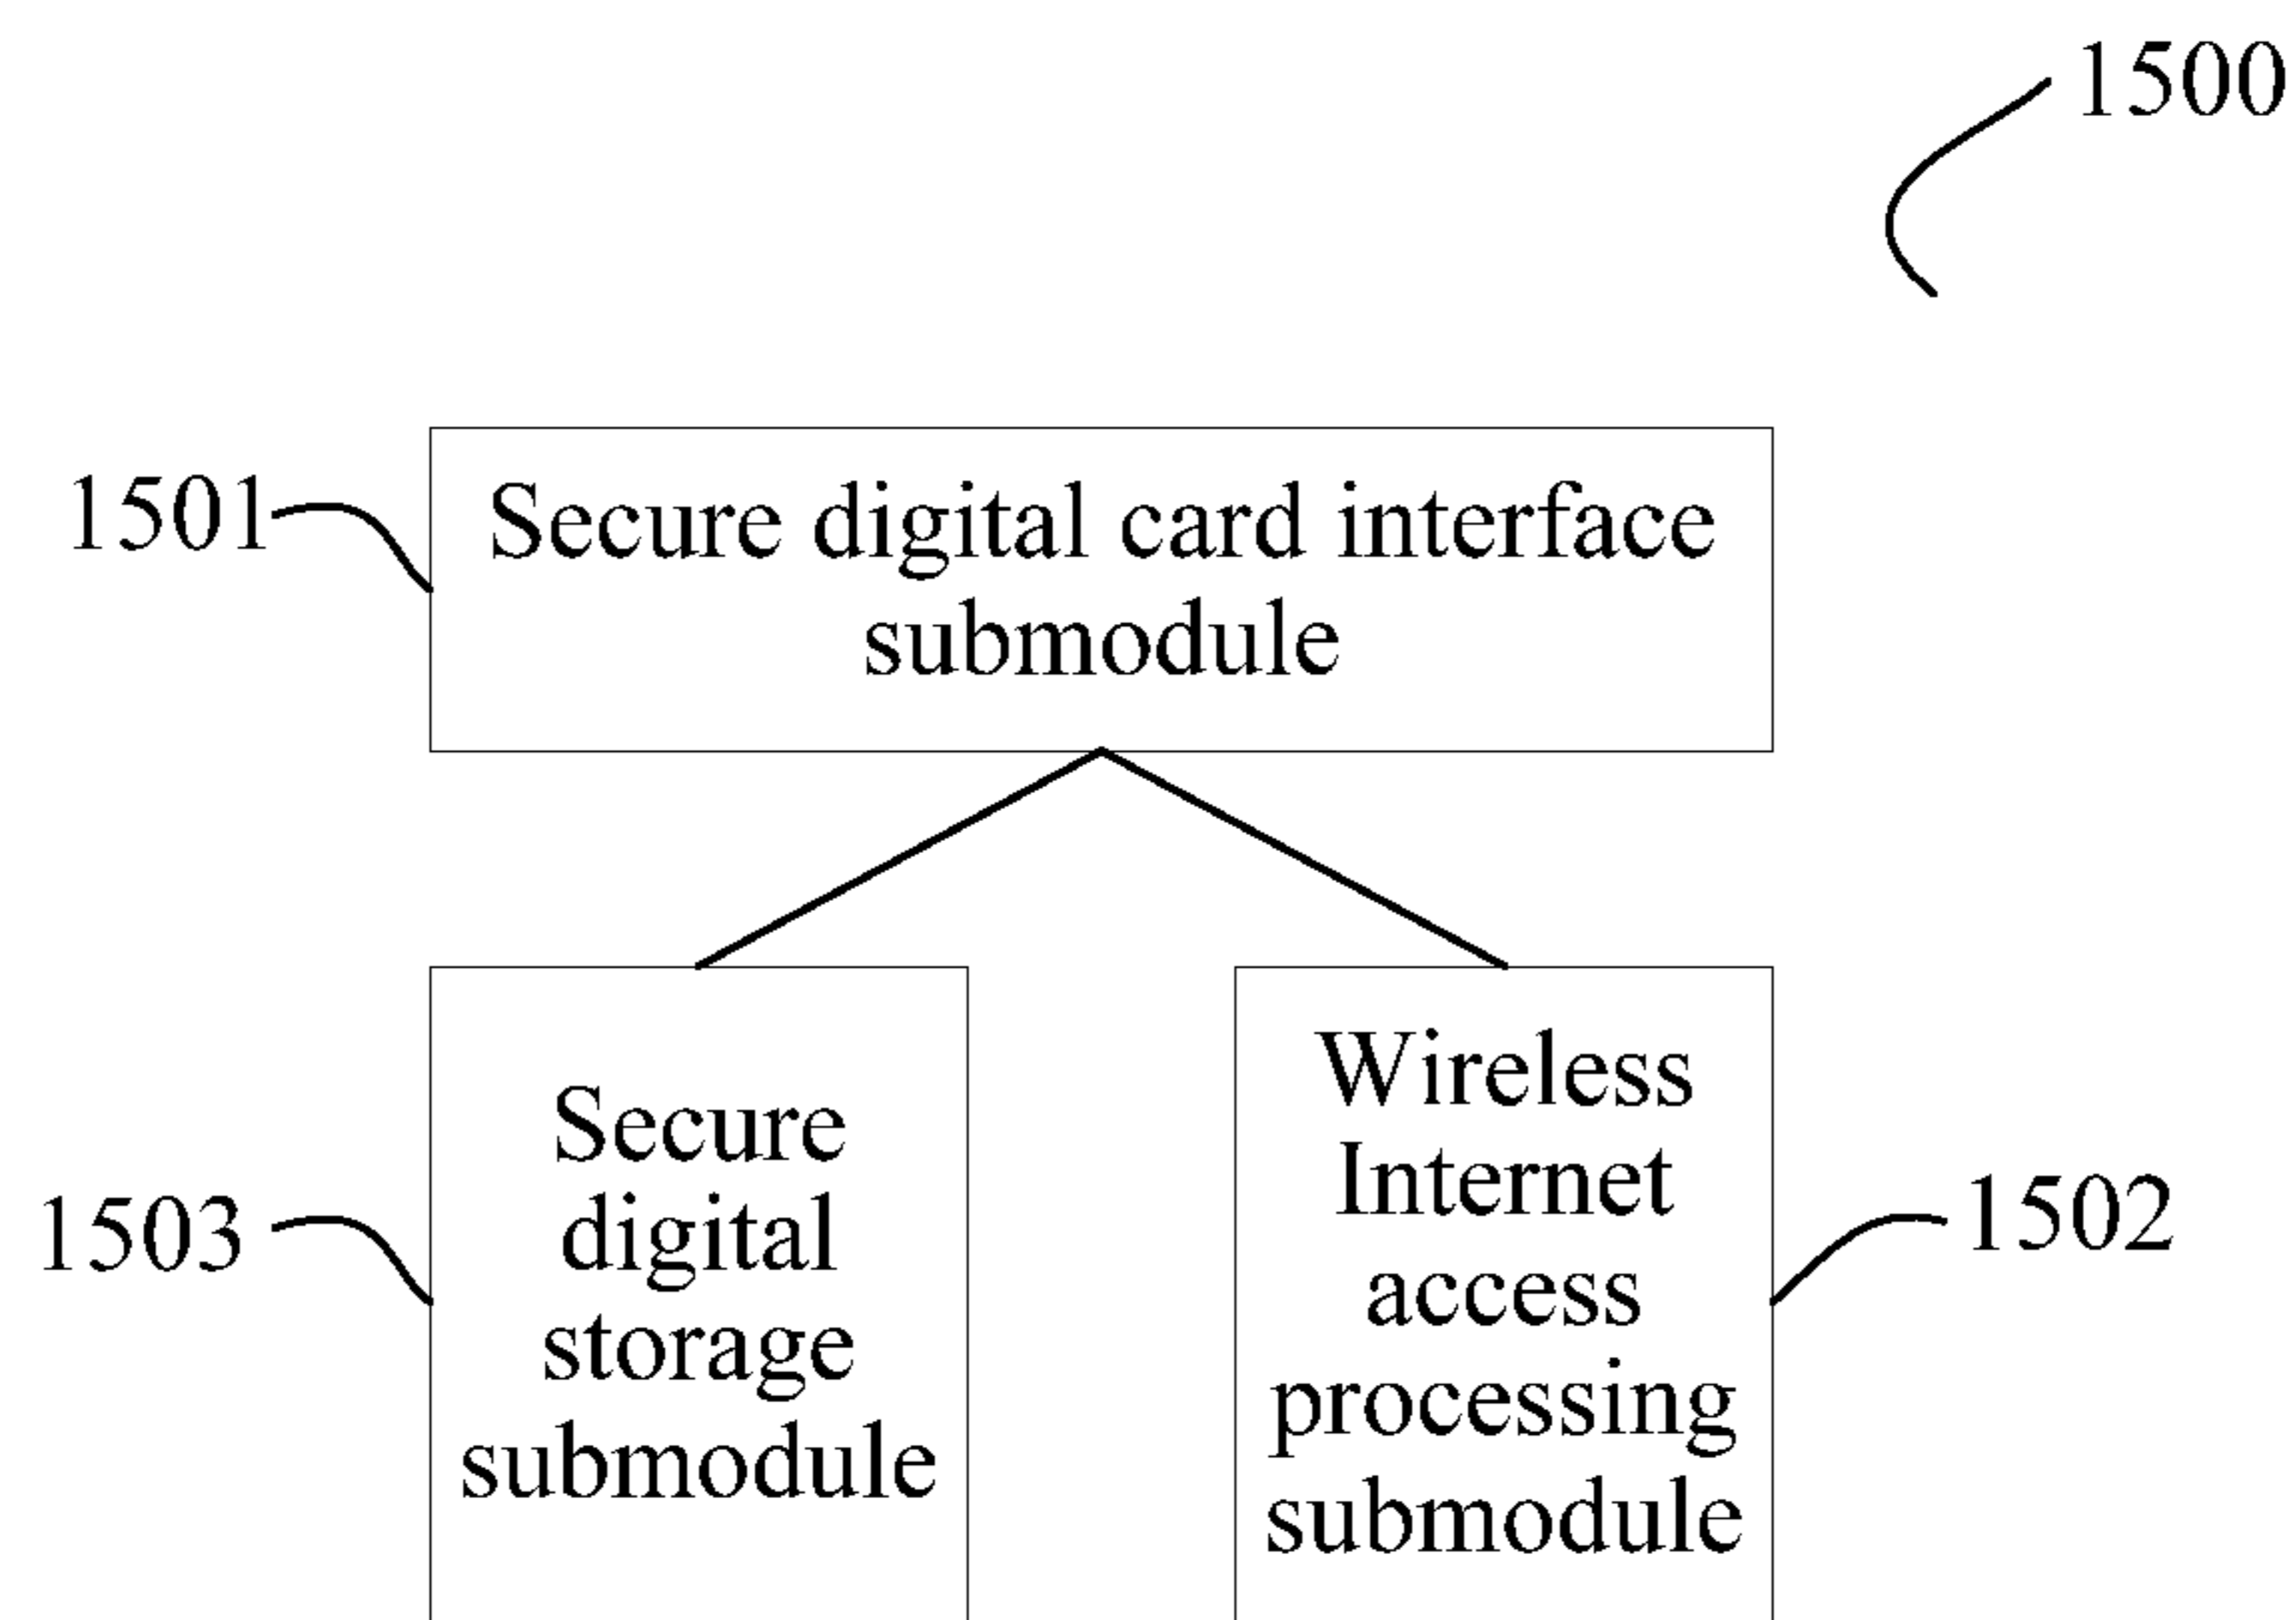 1500
1501
Secure digital card interface
submodule
1503
Secure
digital
storage
submodule
Wireless
Internet
access
processing
submodule
1502